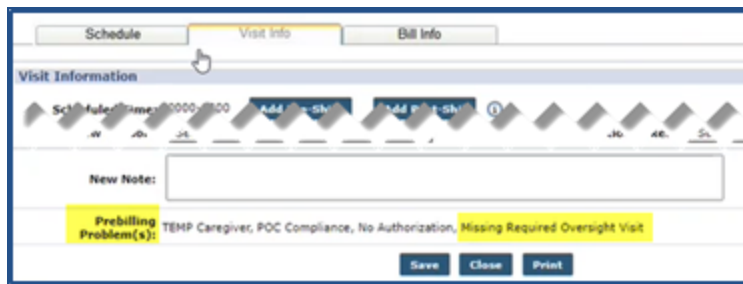 Schedule Visit Info Bill Info
Visit Information
New Note:
Prebilling Problem(s): TEMP Caregiver, POC Compliance, No Authorization, Missing Required Oversight Visit
Save Close Print